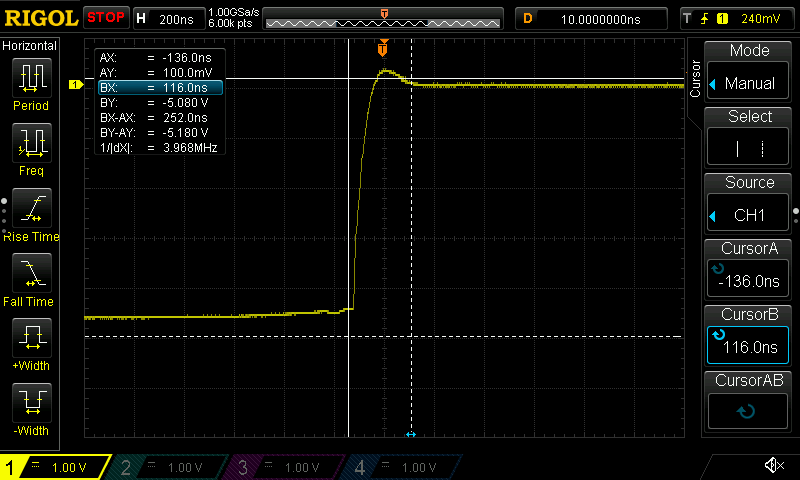 RIGOL STOP H 200ns 1.00GSa/s 6.00k pts T D 10.0000000ns T 1 240mV
Horizontal
Period
Freq
Rise Time
Fall Time
+Width
-Width
T
1
AX: = -136.0ns
AY: = 100.0mV
BX: = 116.0ns
BY: = -5.080 V
BX-AX: = 252.0ns
BY-AY: = -5.180 V
1/|dX|: = 3.968MHz
Cursor
Mode
Manual
Select
Source
CH1
CursorA
-136.0ns
CursorB
116.0ns
CursorAB
1 = 1.00 V 2 = 1.00 V 3 = 1.00 V 4 = 1.00 V